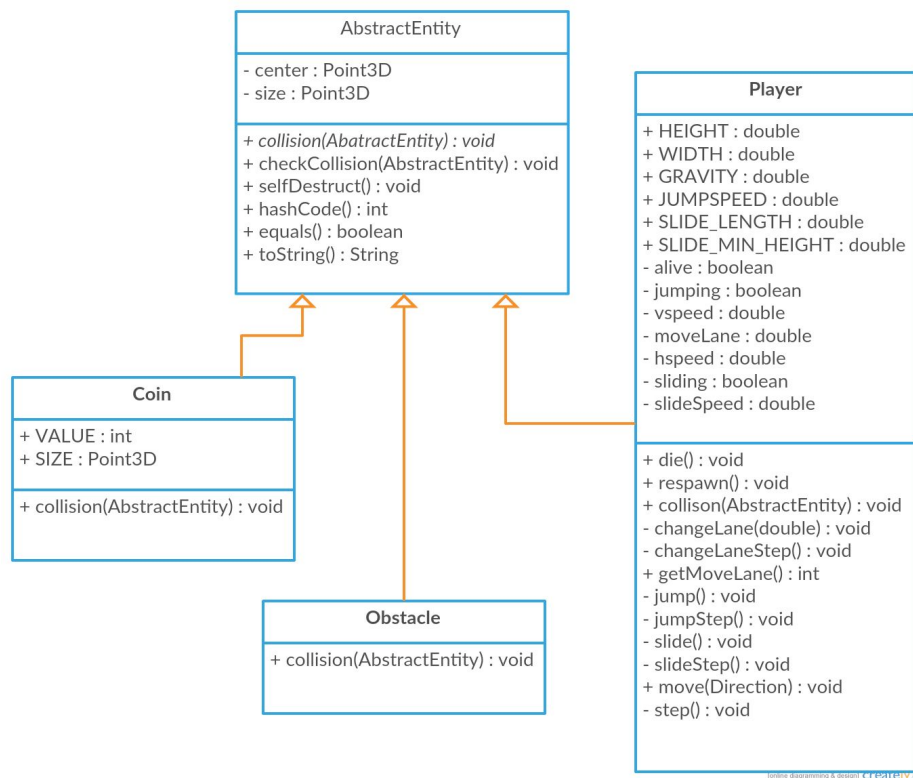 AbstractEntity
- center : Point3D
- size : Point3D
+ collision(AbatractEntity) : void
+ checkCollision(AbstractEntity) : void
+ selfDestruct() : void
+ hashCode() : int
+ equals() : boolean
+ toString() : String
Player
+ HEIGHT : double
+ WIDTH : double
+ GRAVITY : double
+ JUMPSPEED : double
+ SLIDE_LENGTH : double
+ SLIDE_MIN_HEIGHT : double
- alive : boolean
- jumping : boolean
- vspeed : double
- moveLane : double
- hspeed : double
- sliding : boolean
- slideSpeed : double
+ die() : void
+ respawn() : void
+ collison(AbstractEntity) : void
- changeLane(double) : void
- changeLaneStep() : void
+ getMoveLane() : int
- jump() : void
- jumpStep() : void
- slide() : void
- slideStep() : void
+ move(Direction) : void
- step() : void
Coin
+ VALUE : int
+ SIZE : Point3D
+ collision(AbstractEntity) : void
Obstacle
+ collision(AbstractEntity) : void
[online diagramming & design] creately